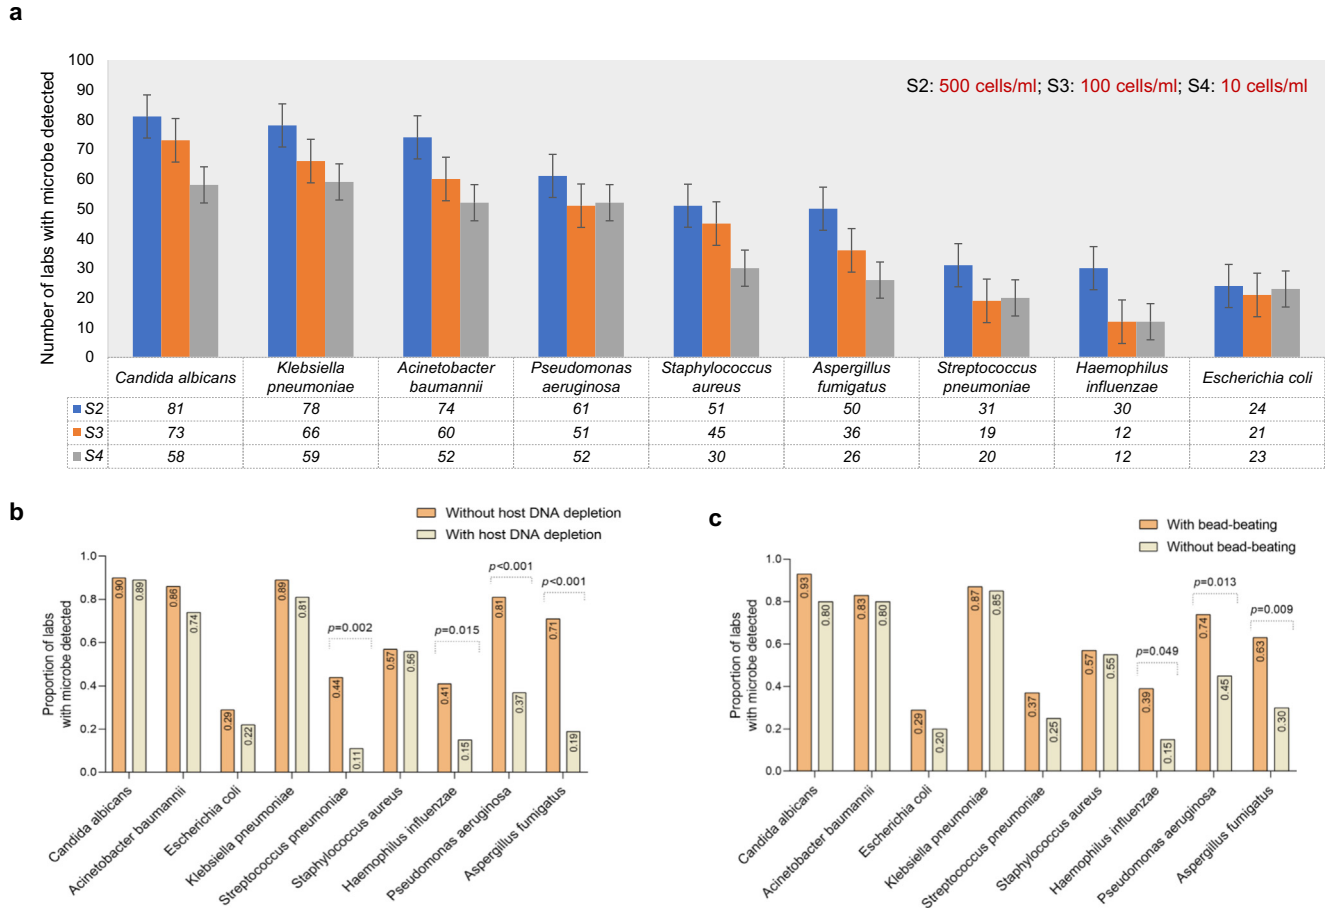 a
100
90
80
70
60
50
40
30
20
10
0
Number of labs with microbe detected
S2: 500 cells/ml; S3: 100 cells/ml; S4: 10 cells/ml
Candida albicans
Klebsiella pneumoniae
Acinetobacter baumannii
Pseudomonas aeruginosa
Staphylococcus aureus
Aspergillus fumigatus
Streptococcus pneumoniae
Haemophilus influenzae
Escherichia coli
S2 81 78 74 61 51 50 31 30 24
S3 73 66 60 51 45 36 19 12 21
S4 58 59 52 52 30 26 20 12 23
b
Without host DNA depletion
With host DNA depletion
Proportion of labs
with microbe detected
1.0
0.8
0.6
0.4
0.2
0.0
0.90 0.89 0.86 0.74 0.29 0.22 0.89 0.81 0.44 0.11 0.57 0.56 0.41 0.15 0.81 0.37 0.71 0.19
p=0.002
p=0.015
p<0.001
p<0.001
Candida albicans
Acinetobacter baumannii
Escherichia coli
Klebsiella pneumoniae
Streptococcus pneumoniae
Staphylococcus aureus
Haemophilus influenzae
Pseudomonas aeruginosa
Aspergillus fumigatus
c
With bead-beating
Without bead-beating
Proportion of labs
with microbe detected
1.0
0.8
0.6
0.4
0.2
0.0
0.93 0.80 0.83 0.80 0.29 0.20 0.87 0.85 0.37 0.25 0.57 0.55 0.39 0.15 0.74 0.45 0.63 0.30
p=0.049
p=0.013
p=0.009
Candida albicans
Acinetobacter baumannii
Escherichia coli
Klebsiella pneumoniae
Streptococcus pneumoniae
Staphylococcus aureus
Haemophilus influenzae
Pseudomonas aeruginosa
Aspergillus fumigatus